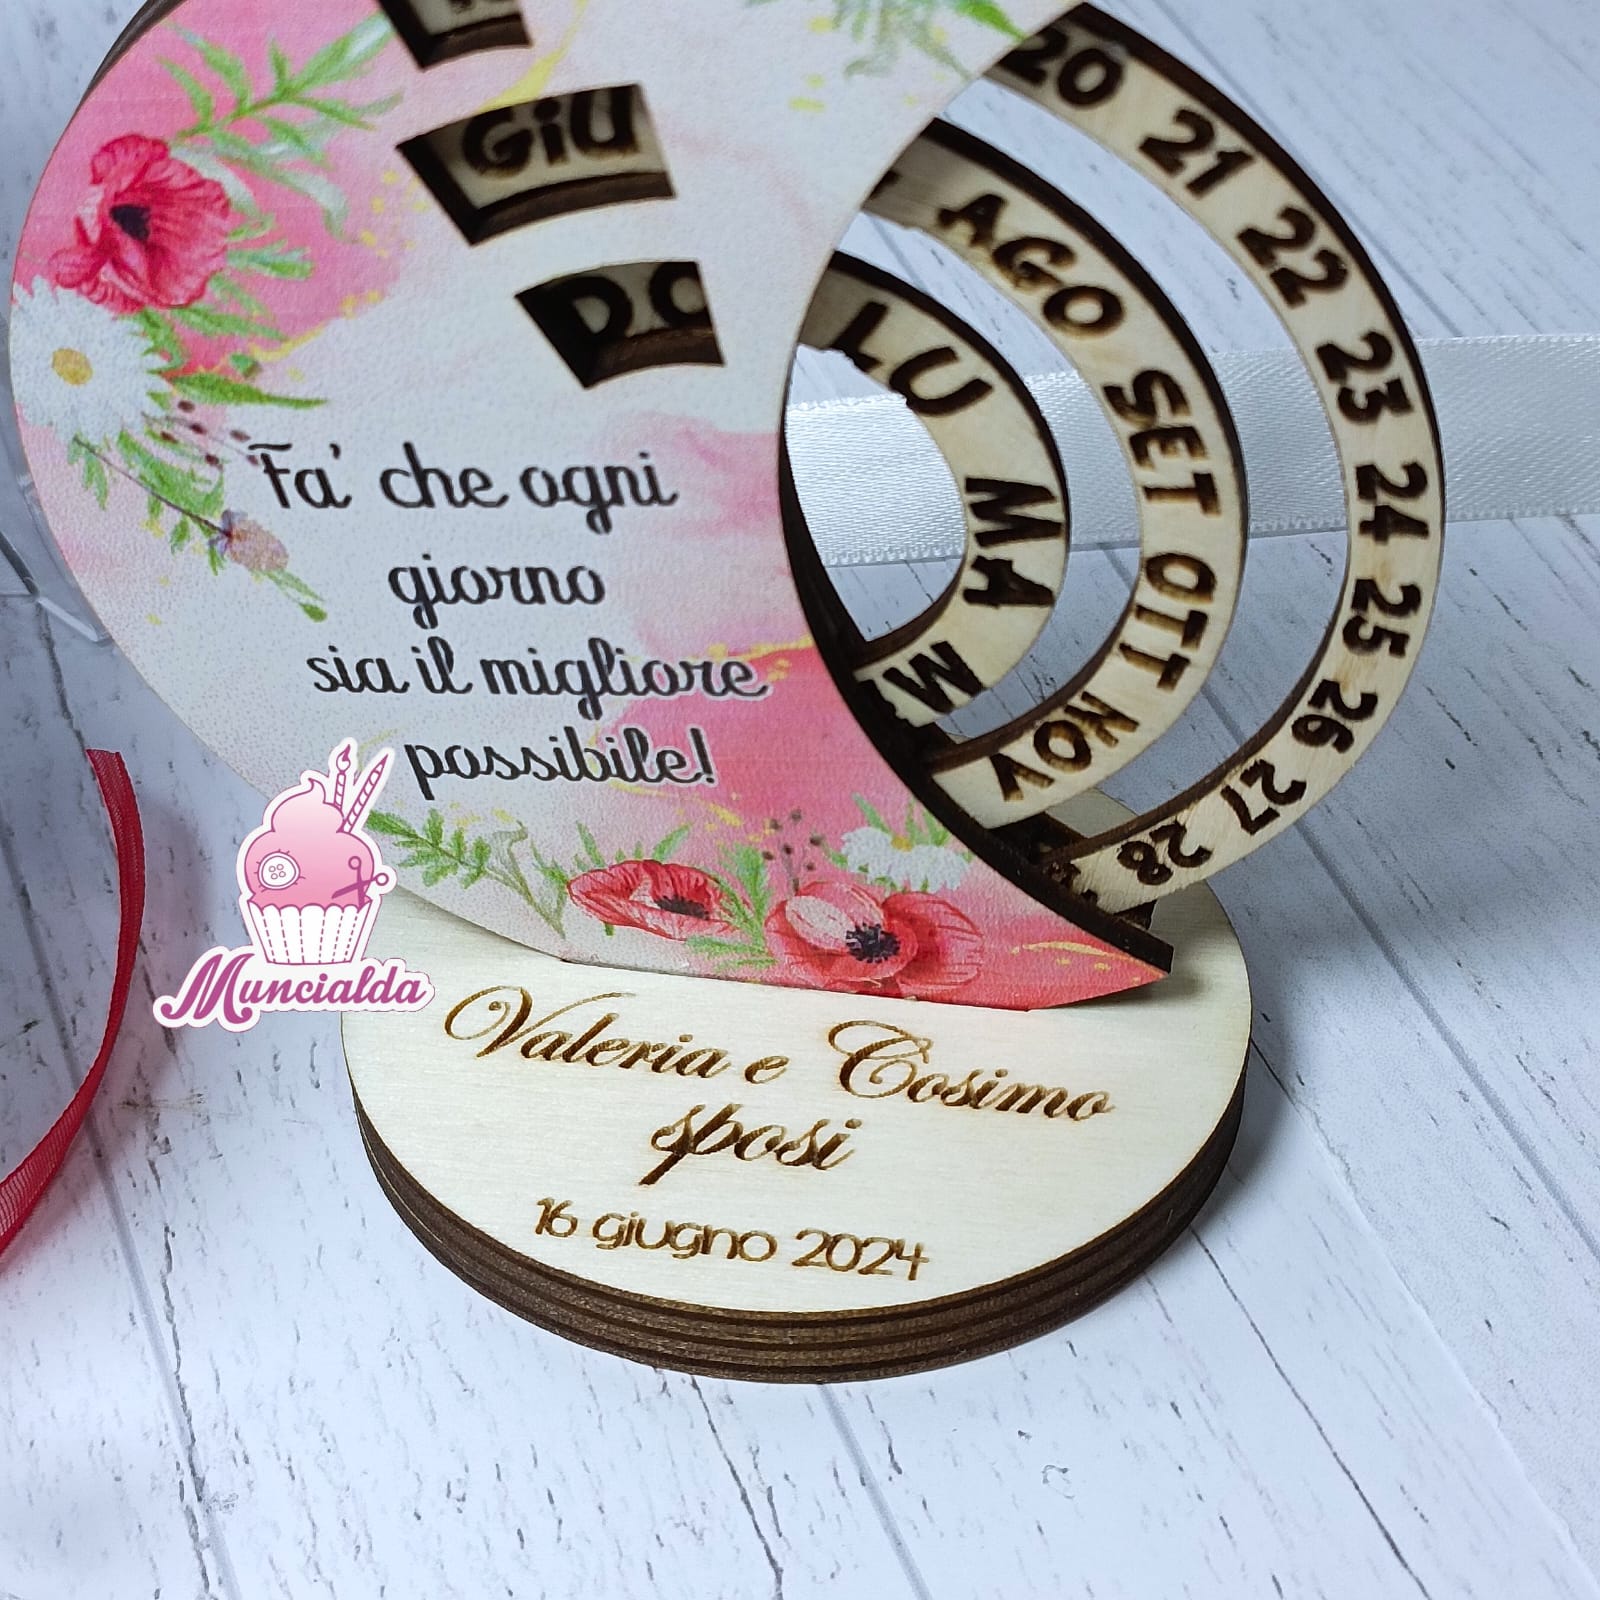 GiU
DO
Fa' che ogni
giorno
sia il migliore
possibile!
20 21 22 23 24 25 26 27 28
AGO SET OTT NOV
LU MA M
Muncialda
Valeria e Cosimo
sposi
16 giugno 2024